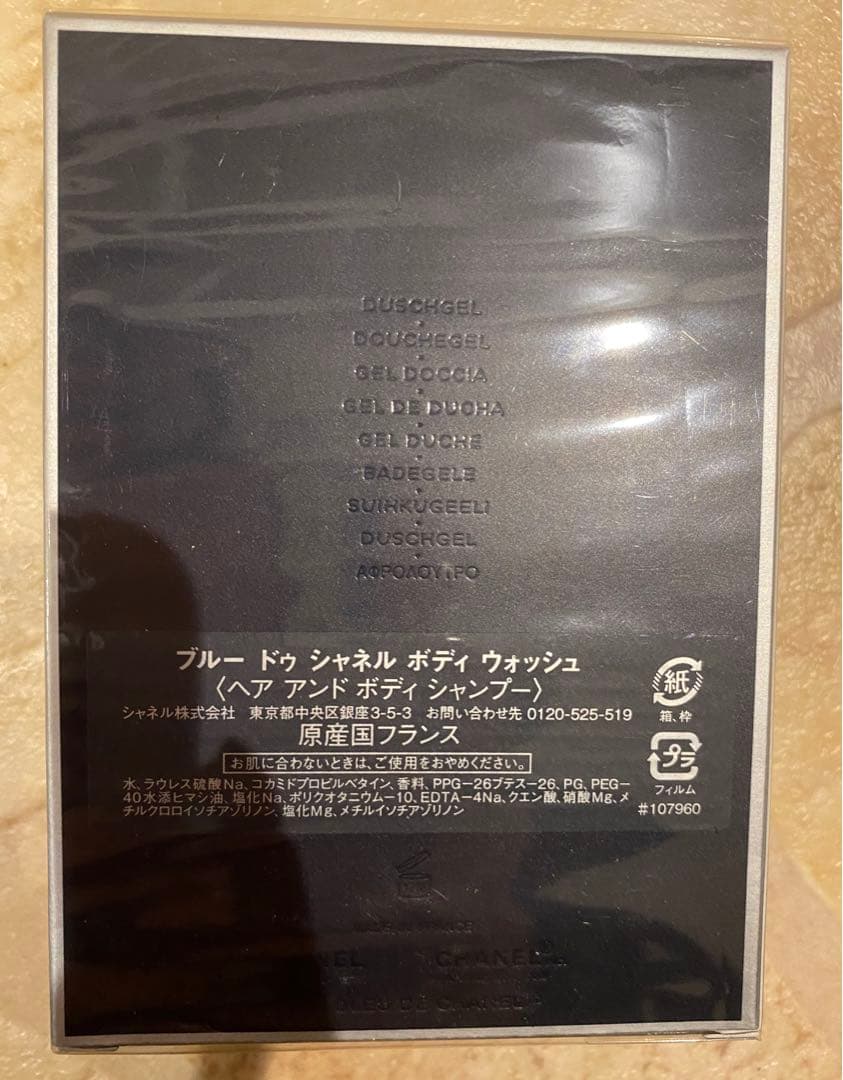 DUSCHGEL
DOUCHEGEL
GEL DOCCIA
GEL DE DUCHA
GEL DUCHE
BADEGELE
SUIHKUGEELI
DUSCHGEL
ΑΦΡΟΛΟΥΤΡΟ
ブルー ドゥ シャネル ボディ ウォッシュ
〈ヘア アンド ボディ シャンプー〉
シャネル株式会社 東京都中央区銀座3-5-3 お問い合わせ先 0120-525-519
原産国フランス
お肌に合わないときは、ご使用をおやめください。
水、ラウレス硫酸Na、コカミドプロピルベタイン、香料、PPG-26ブテス-26、PG、PEG-
40水添ヒマシ油、塩化Na、ポリクオタニウム-10、EDTA-4Na、クエン酸、硝酸Mg、メ
チルクロロイソチアゾリノン、塩化Mg、メチルイソチアゾリノン
紙
箱、枠
プラ
フィルム
#107960
MADE IN FRANCE
CHANEL
BLEU DE CHANEL